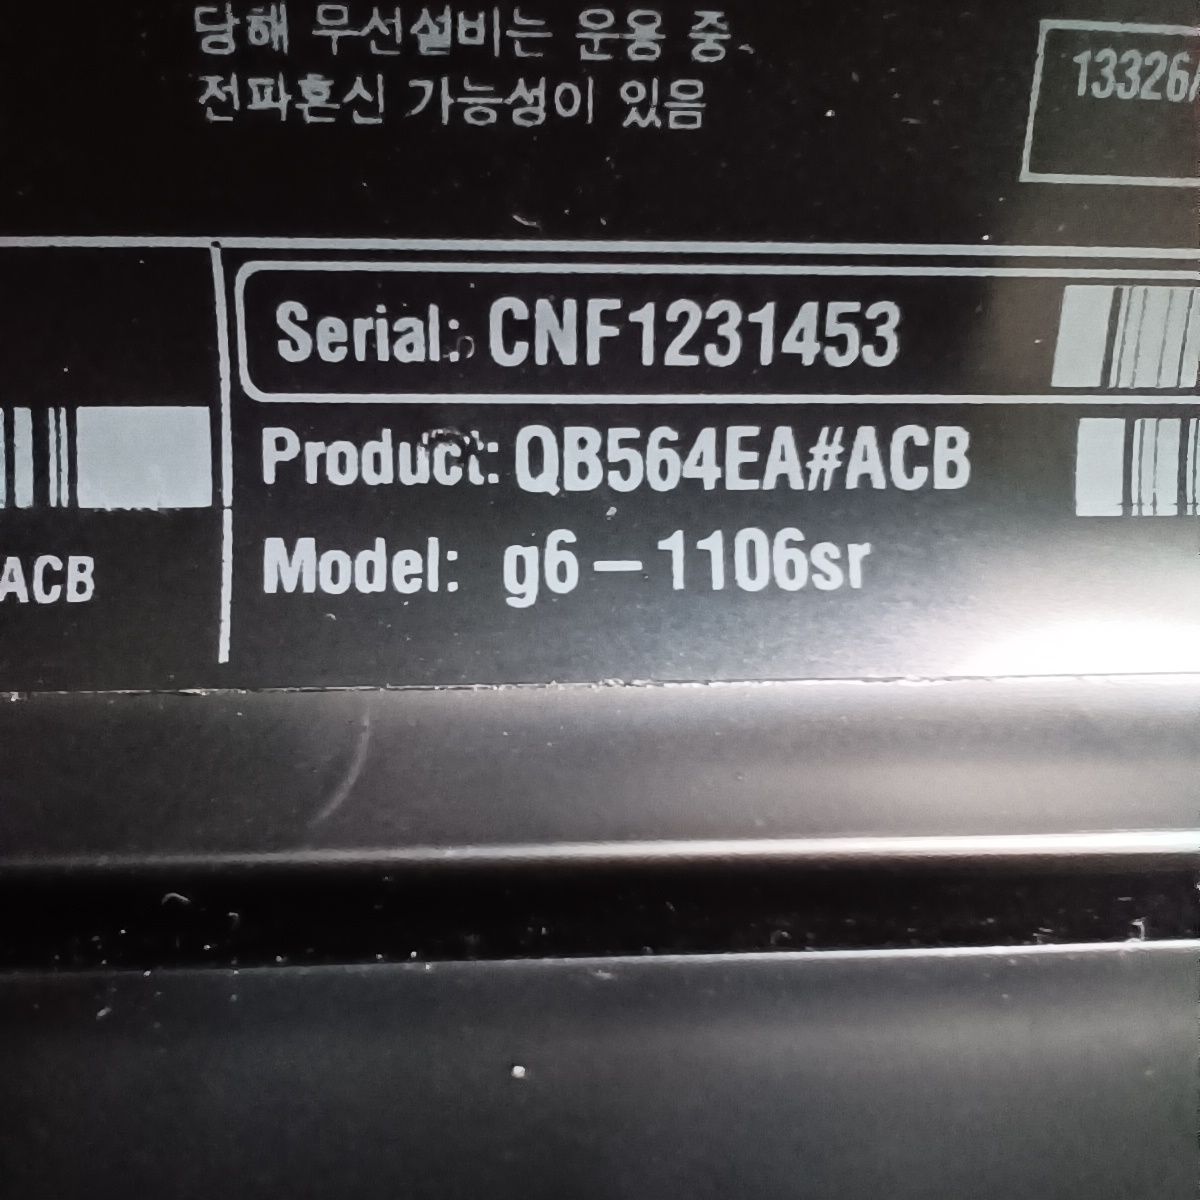 당해 무선설비는 운용 중
전파혼신 가능성이 있음
13326/
Serial: CNF1231453
Product: QB564EA#ACB
Model: g6-1106sr
ACB